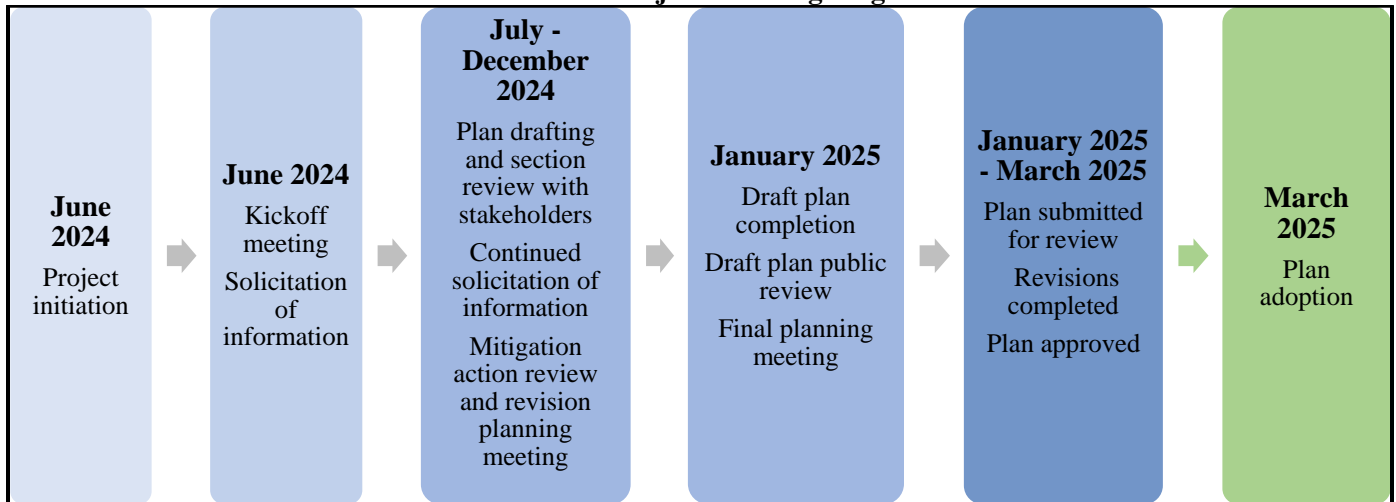 June
2024
Project
initiation
June 2024
Kickoff
meeting
Solicitation
of
information
July -
December
2024
Plan drafting
and section
review with
stakeholders
Continued
solicitation of
information
Mitigation
action review
and revision
planning
meeting
January 2025
Draft plan
completion
Draft plan public
review
Final planning
meeting
January 2025
- March 2025
Plan submitted
for review
Revisions
completed
Plan approved
March
2025
Plan
adoption